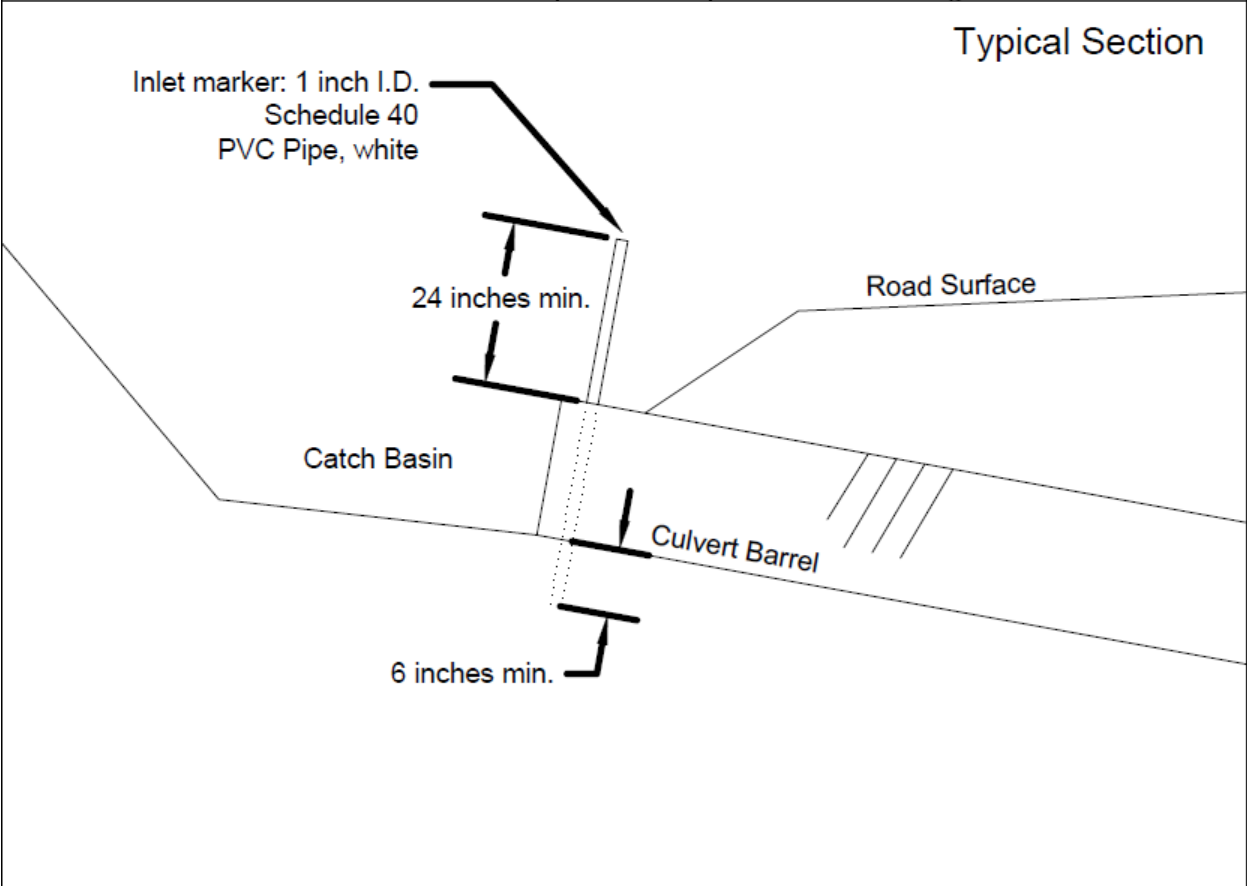 Typical Section
Inlet marker: 1 inch I.D.
Schedule 40
PVC Pipe, white
24 inches min.
Road Surface
Catch Basin
Culvert Barrel
6 inches min.